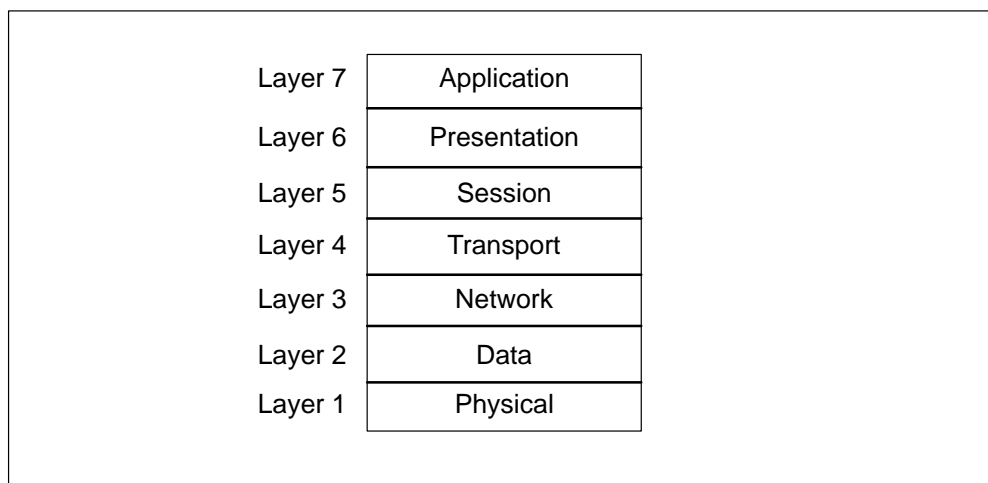 Layer 7 Application
Layer 6 Presentation
Layer 5 Session
Layer 4 Transport
Layer 3 Network
Layer 2 Data
Layer 1 Physical